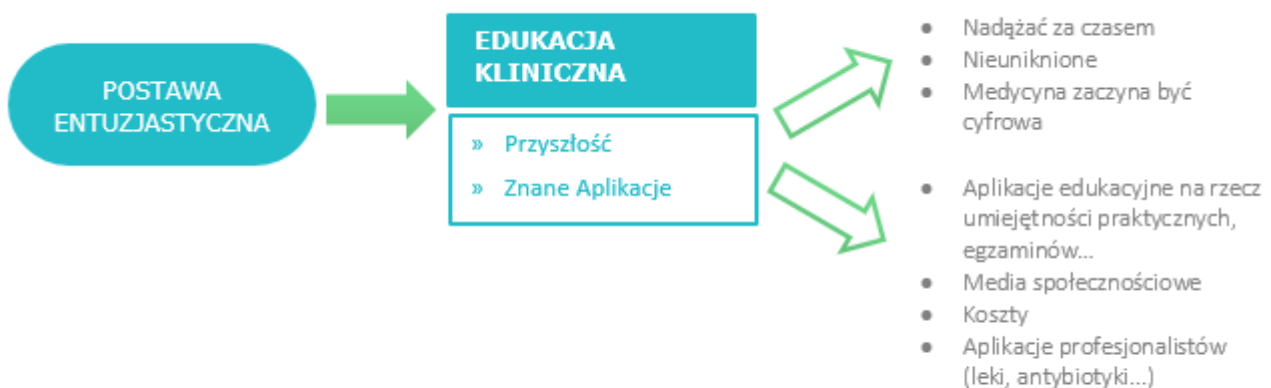 POSTAWA
ENTUZJASTYCZNA
EDUKACJA
KLINICZNA
» Przyszłość
» Znane Aplikacje
● Nadążać za czasem
● Nieuniknione
● Medycyna zaczyna być
cyfrowa
● Aplikacje edukacyjne na rzecz
umiejętności praktycznych,
egzaminów...
● Media społecznościowe
● Koszty
● Aplikacje profesjonalistów
(leki, antybiotyki...)